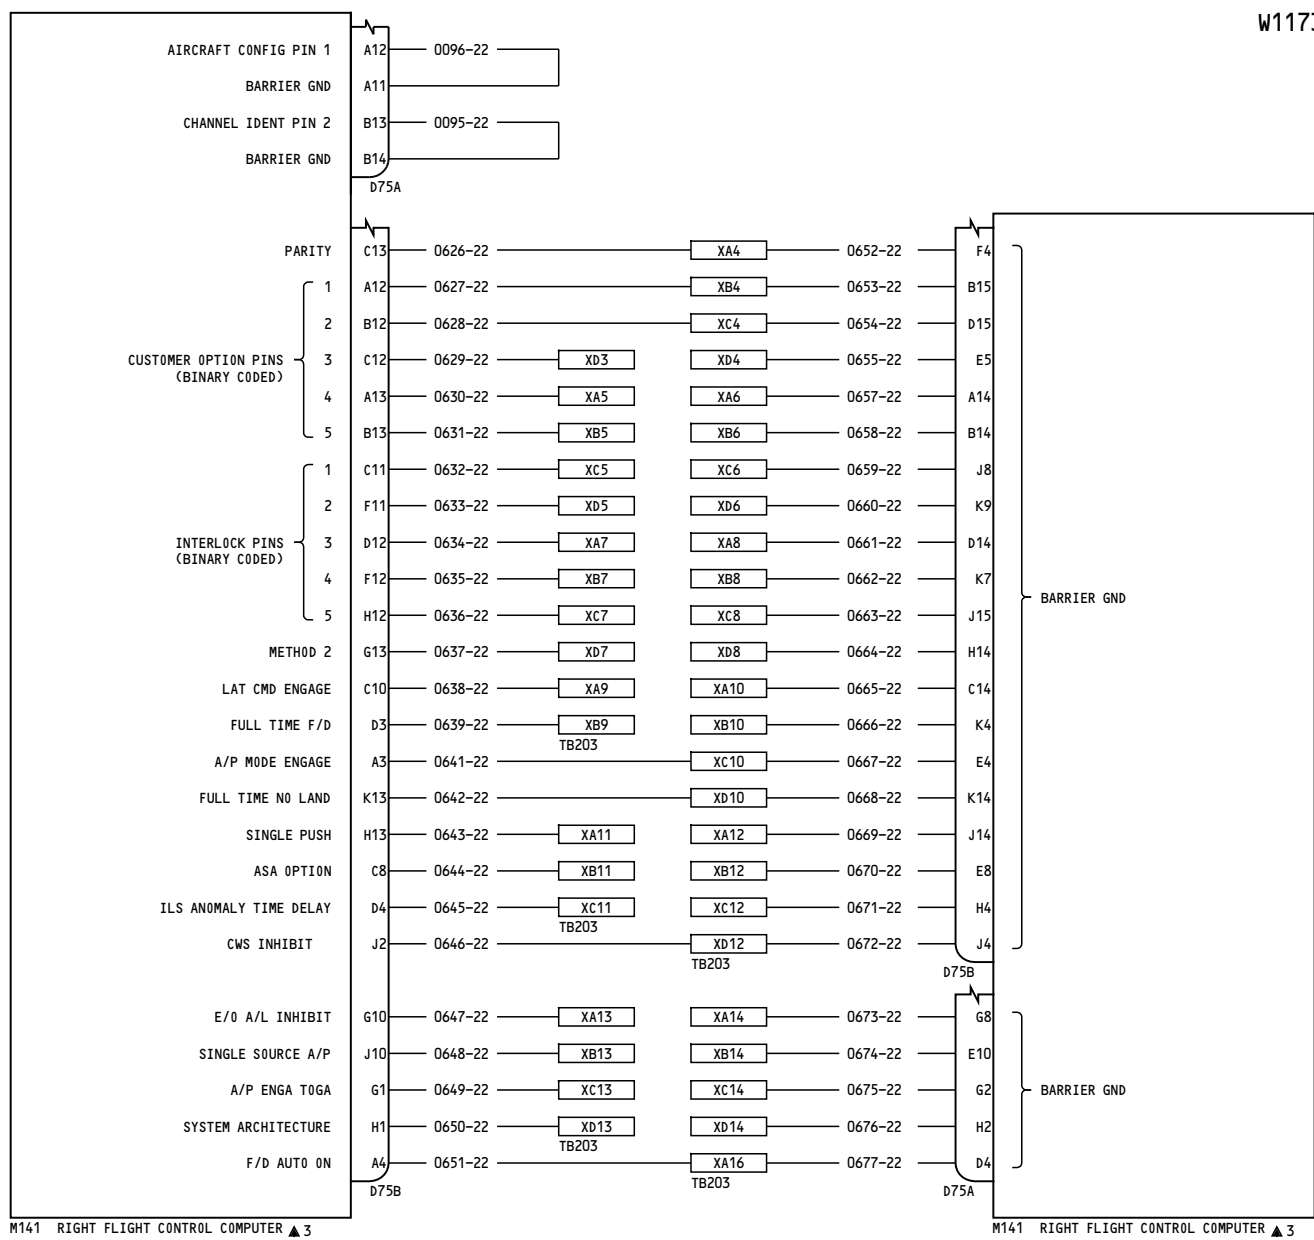 W1173
AIRCRAFT CONFIG PIN 1 A12 0096-22
BARRIER GND A11
CHANNEL IDENT PIN 2 B13 0095-22
BARRIER GND B14
D75A
PARITY C13 0626-22 XA4 0652-22 F4
1 A12 0627-22 XB4 0653-22 B15
2 B12 0628-22 XC4 0654-22 D15
CUSTOMER OPTION PINS 3 C12 0629-22 XD3 XD4 0655-22 E5
(BINARY CODED)
4 A13 0630-22 XA5 XA6 0657-22 A14
5 B13 0631-22 XB5 XB6 0658-22 B14
1 C11 0632-22 XC5 XC6 0659-22 J8
2 F11 0633-22 XD5 XD6 0660-22 K9
INTERLOCK PINS 3 D12 0634-22 XA7 XA8 0661-22 D14
(BINARY CODED)
4 F12 0635-22 XB7 XB8 0662-22 K7
BARRIER GND
5 H12 0636-22 XC7 XC8 0663-22 J15
METHOD 2 G13 0637-22 XD7 XD8 0664-22 H14
LAT CMD ENGAGE C10 0638-22 XA9 XA10 0665-22 C14
FULL TIME F/D D3 0639-22 XB9 XB10 0666-22 K4
TB203
A/P MODE ENGAGE A3 0641-22 XC10 0667-22 E4
FULL TIME NO LAND K13 0642-22 XD10 0668-22 K14
SINGLE PUSH H13 0643-22 XA11 XA12 0669-22 J14
ASA OPTION C8 0644-22 XB11 XB12 0670-22 E8
ILS ANOMALY TIME DELAY D4 0645-22 XC11 XC12 0671-22 H4
TB203
CWS INHIBIT J2 0646-22 XD12 0672-22 J4
TB203
D75B
E/O A/L INHIBIT G10 0647-22 XA13 XA14 0673-22 G8
SINGLE SOURCE A/P J10 0648-22 XB13 XB14 0674-22 E10
A/P ENGA TOGA G1 0649-22 XC13 XC14 0675-22 G2 BARRIER GND
SYSTEM ARCHITECTURE H1 0650-22 XD13 XD14 0676-22 H2
TB203
F/D AUTO ON A4 0651-22 XA16 0677-22 D4
TB203
D75B D75A
M141 RIGHT FLIGHT CONTROL COMPUTER ▲ 3 M141 RIGHT FLIGHT CONTROL COMPUTER ▲ 3